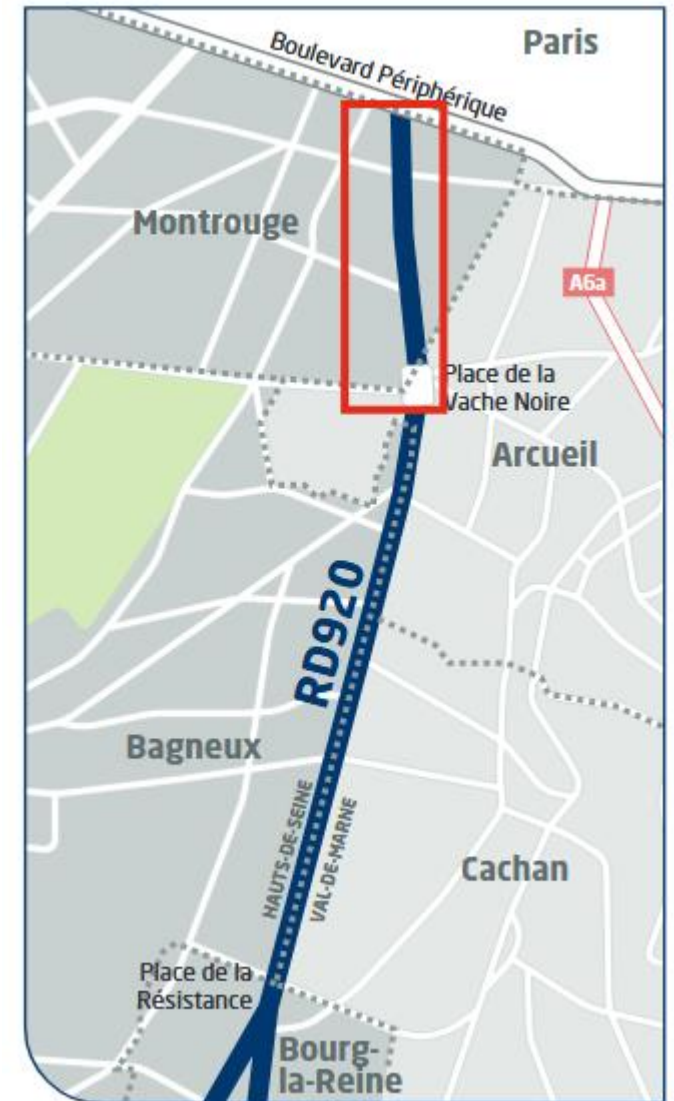 Paris
Boulevard Périphérique
Montrouge
A6a
Place de la
Vache Noire
Arcueil
RD920
Bagneux
HAUTS-DE-SEINE
VAL-DE-MARNE
Cachan
Place de la
Résistance
Bourg-
la-Reine